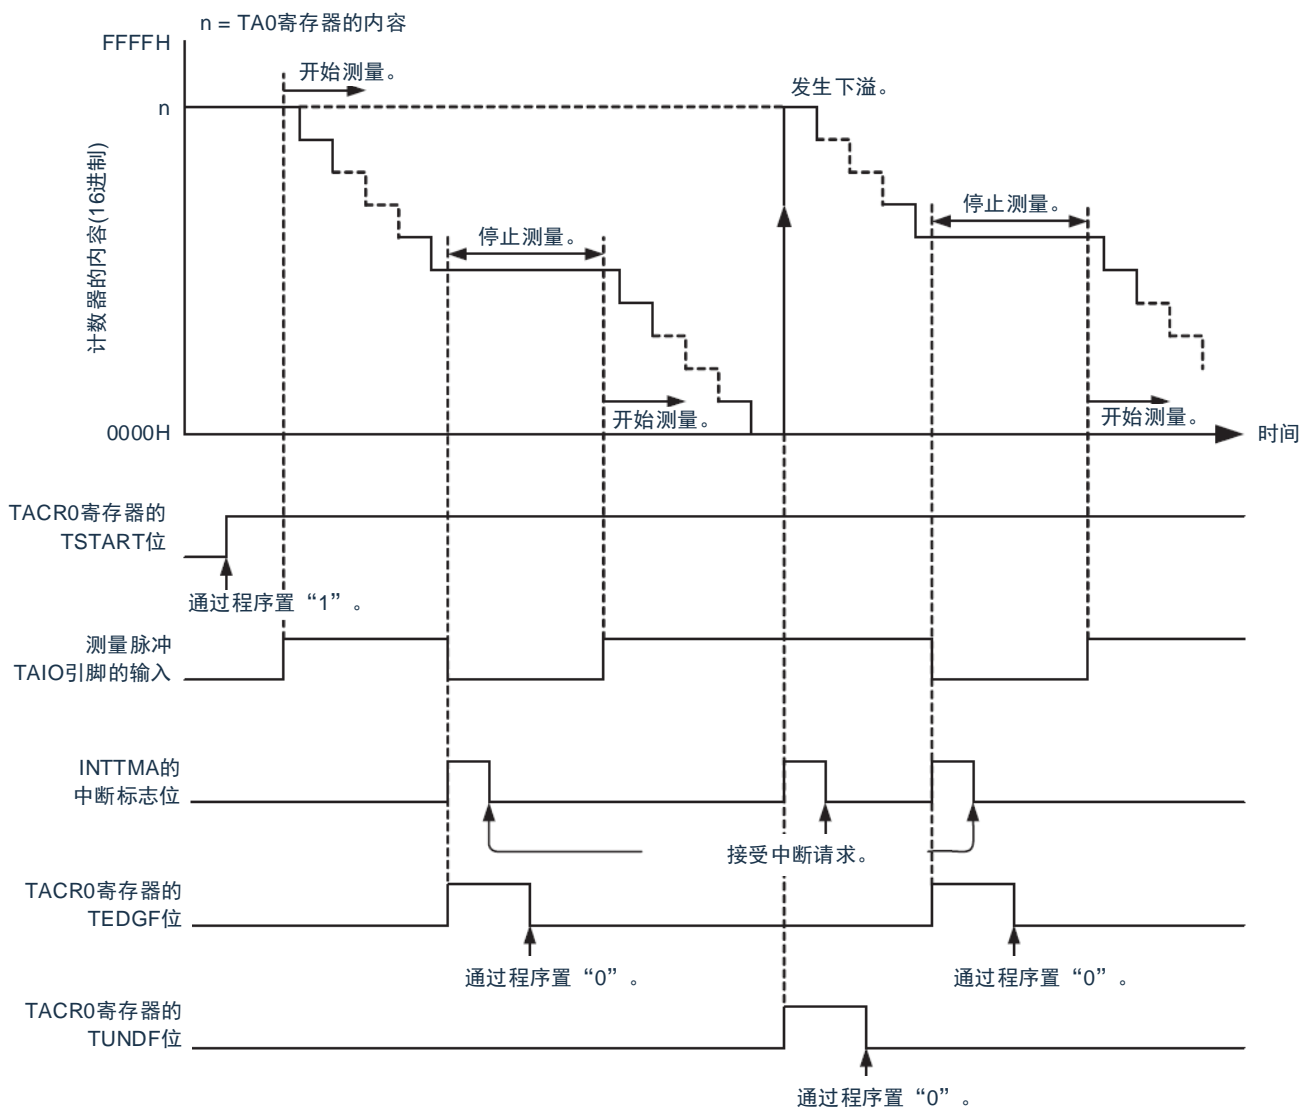 n = TA0寄存器的内容
FFFFH
开始测量。
发生下溢。
n
计数器的内容(16进制)
停止测量。
停止测量。
开始测量。
开始测量。
0000H
时间
TACR0寄存器的
TSTART位
通过程序置“1”。
测量脉冲
TAIO引脚的输入
INTTMA的
中断标志位
接受中断请求。
TACR0寄存器的
TEDGF位
通过程序置“0”。
通过程序置“0”。
TACR0寄存器的
TUNDF位
通过程序置“0”。